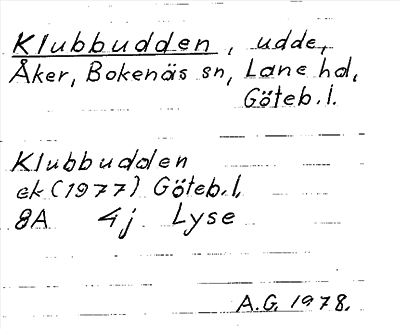 Klubbudden, udde,
Åker, Bokenäs sn, Lane hd,
Göteb. l.
Klubbudden
ek (1977) Göteb. l,
8A 4j Lyse
A.G. 1978.